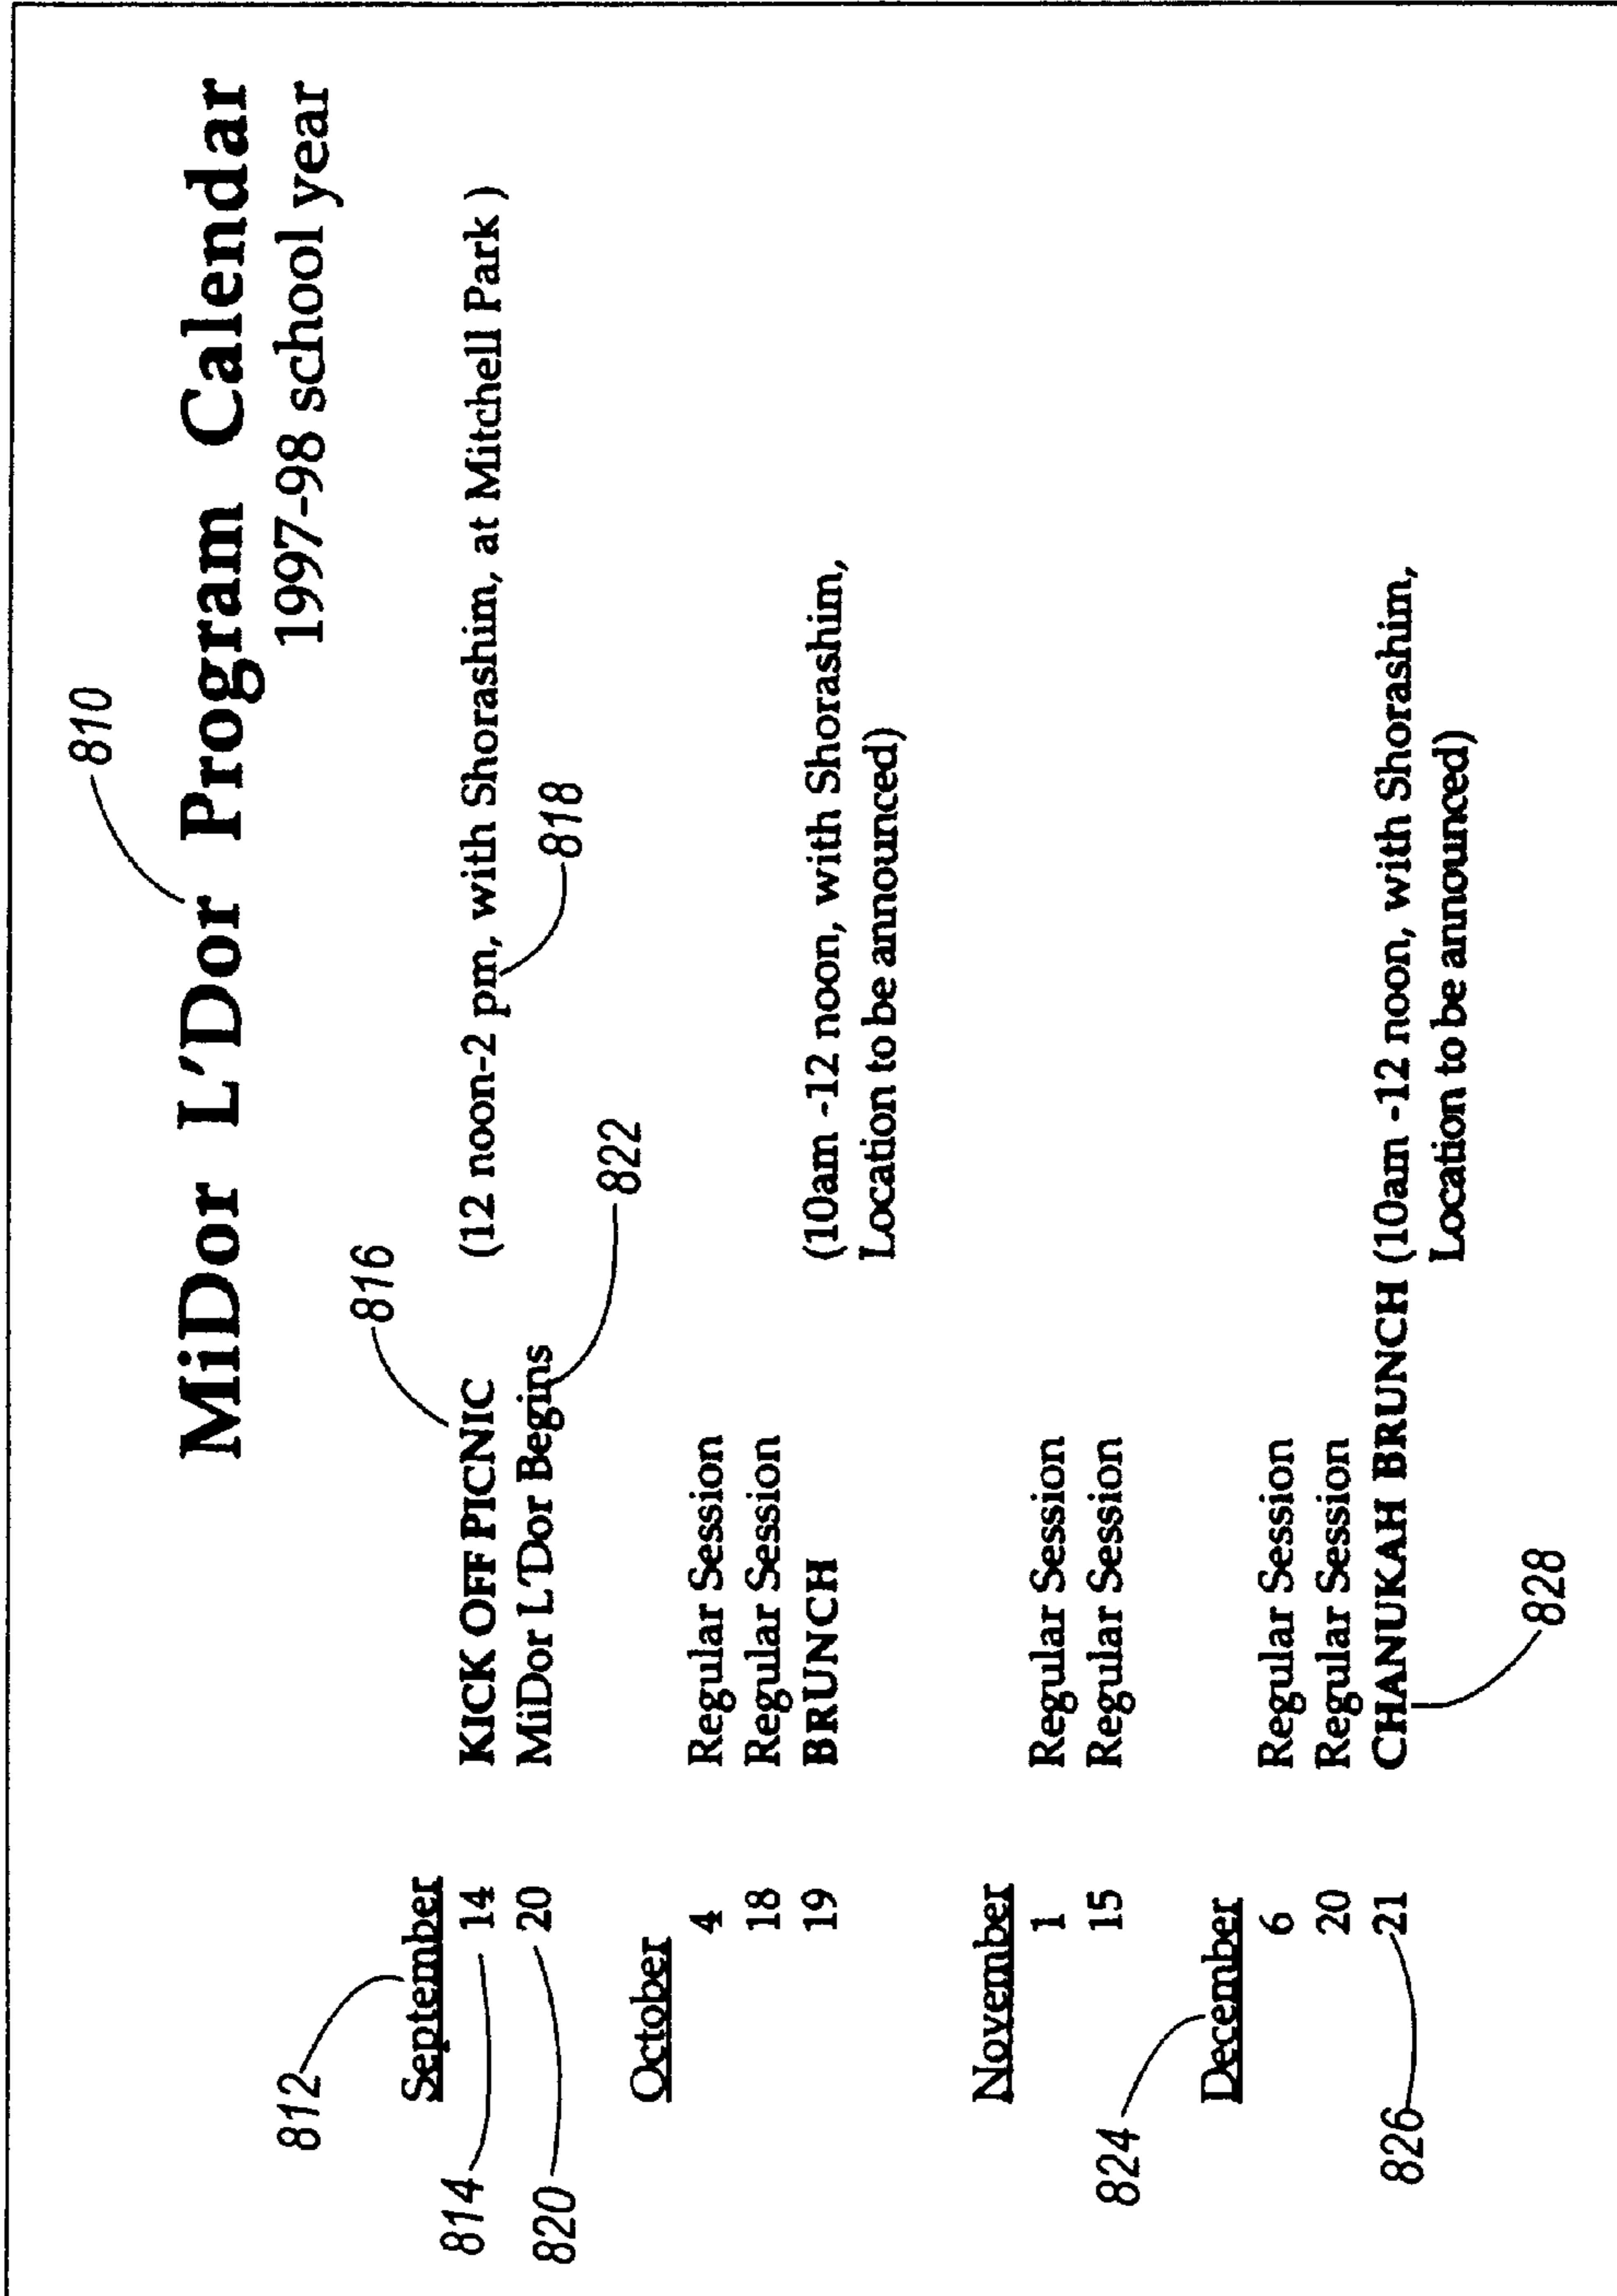 810
MiDor L'Dor Program Calendar
1997-98 school year
812
816
September
814 14 KICK OFF PICNIC (12 noon-2 pm, with Shorashim, at Mitchell Park )
820 20 MiDor L'Dor Begins
818
822
October
4 Regular Session
18 Regular Session
19 BRUNCH (10am -12 noon, with Shorashim,
Location to be announced)
November
1 Regular Session
15 Regular Session
824
December
6 Regular Session
20 Regular Session
826 21 CHANUKAH BRUNCH (10am -12 noon, with Shorashim,
Location to be announced)
828